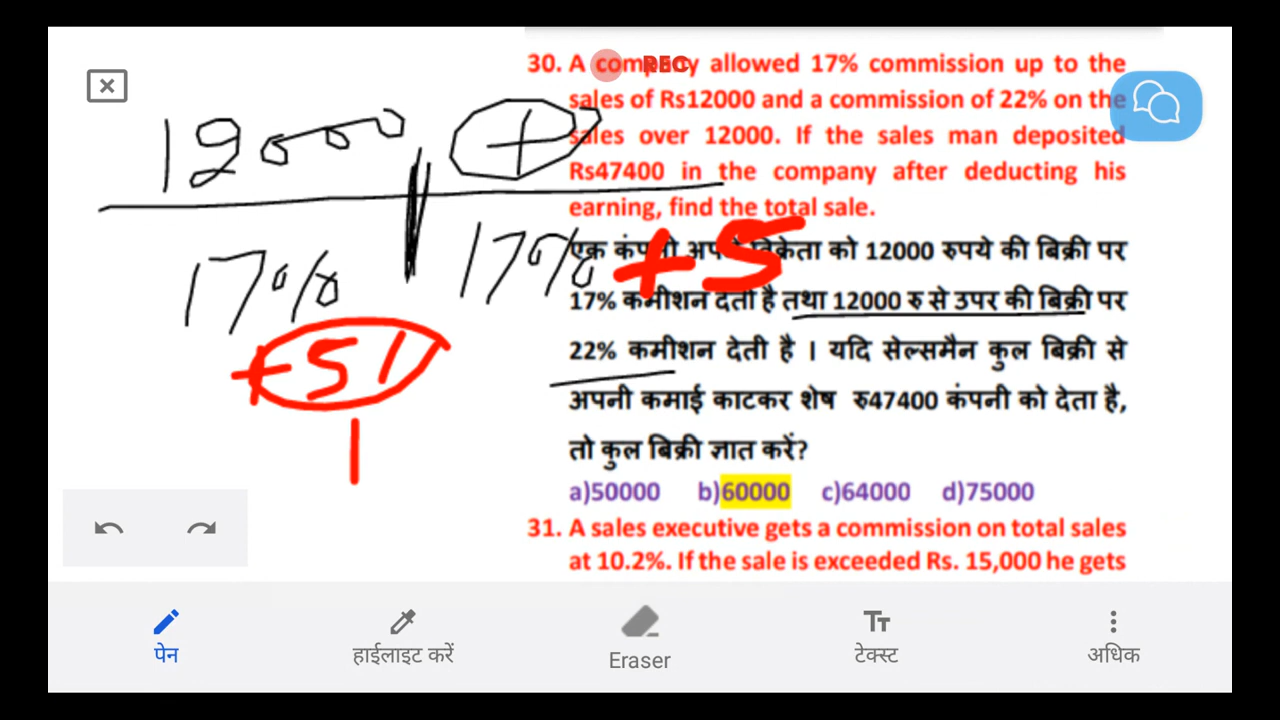 REC
30. A company allowed 17% commission up to the
sales of Rs12000 and a commission of 22% on the
sales over 12000. If the sales man deposited
Rs47400 in the company after deducting his
earning, find the total sale.
एक कंपनी अपने विक्रेता को 12000 रुपये की बिक्री पर
17% कमीशन देती है तथा 12000 रु से उपर की बिक्री पर
22% कमीशन देती है । यदि सेल्समैन कुल बिक्री से
अपनी कमाई काटकर शेष रु47400 कंपनी को देता है,
तो कुल बिक्री ज्ञात करें?
a)50000 b)60000 c)64000 d)75000
31. A sales executive gets a commission on total sales
at 10.2%. If the sale is exceeded Rs. 15,000 he gets
12000 +
17% 17% +5
+5
पेन हाईलाइट करें Eraser टेक्स्ट अधिक